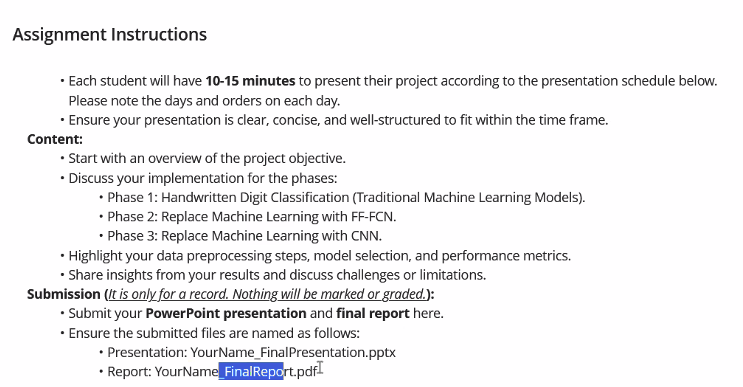 Assignment Instructions
• Each student will have 10-15 minutes to present their project according to the presentation schedule below.
Please note the days and orders on each day.
• Ensure your presentation is clear, concise, and well-structured to fit within the time frame.
Content:
• Start with an overview of the project objective.
• Discuss your implementation for the phases:
• Phase 1: Handwritten Digit Classification (Traditional Machine Learning Models).
• Phase 2: Replace Machine Learning with FF-FCN.
• Phase 3: Replace Machine Learning with CNN.
• Highlight your data preprocessing steps, model selection, and performance metrics.
• Share insights from your results and discuss challenges or limitations.
Submission (It is only for a record. Nothing will be marked or graded.):
• Submit your PowerPoint presentation and final report here.
• Ensure the submitted files are named as follows:
• Presentation: YourName_FinalPresentation.pptx
• Report: YourName_FinalReport.pdf